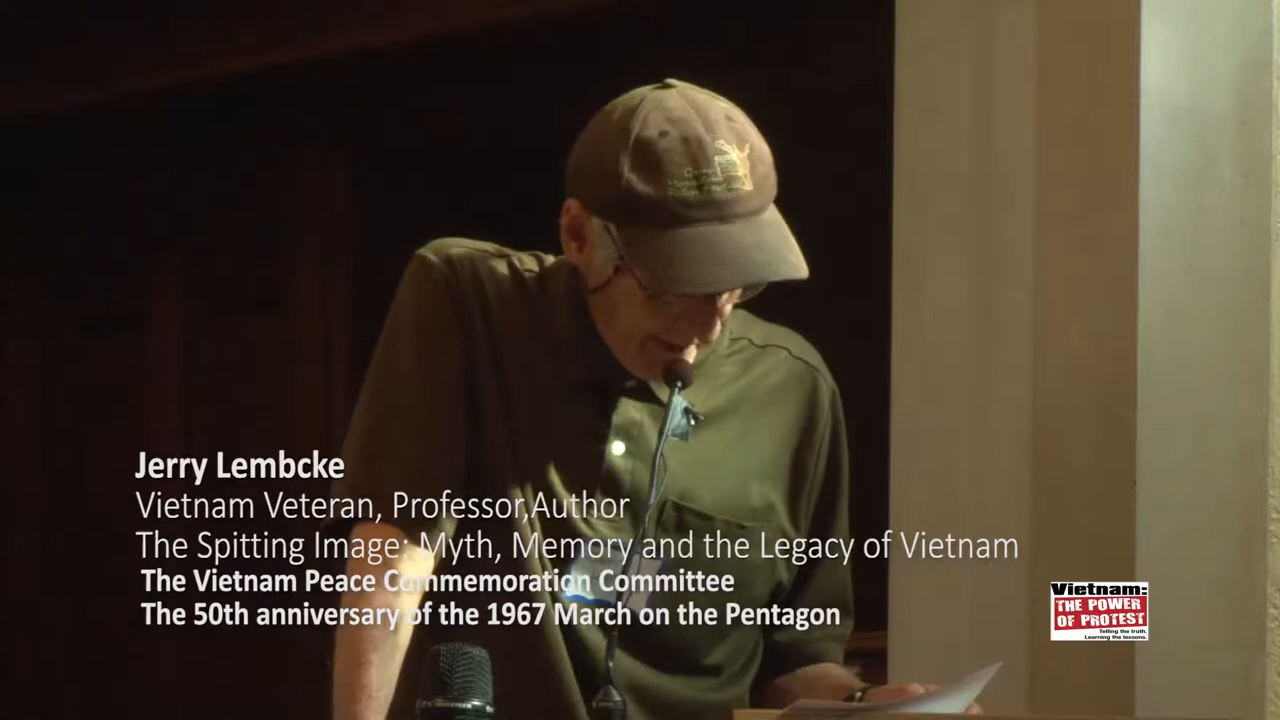 Jerry Lembcke
Vietnam Veteran, Professor,Author
The Spitting Image: Myth, Memory and the Legacy of Vietnam
The Vietnam Peace Commemoration Committee
The 50th anniversary of the 1967 March on the Pentagon
Vietnam:
THE POWER
OF PROTEST
Telling the truth.
Learning the lessons.